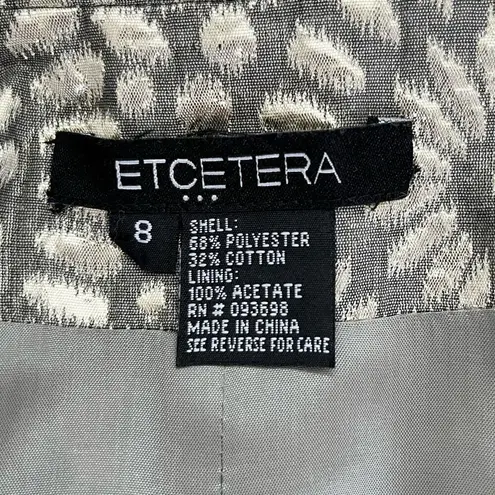 ETCETERA
...
8
SHELL:
68% POLYESTER
32% COTTON
LINING:
100% ACETATE
RN # 093698
MADE IN CHINA
SEE REVERSE FOR CARE